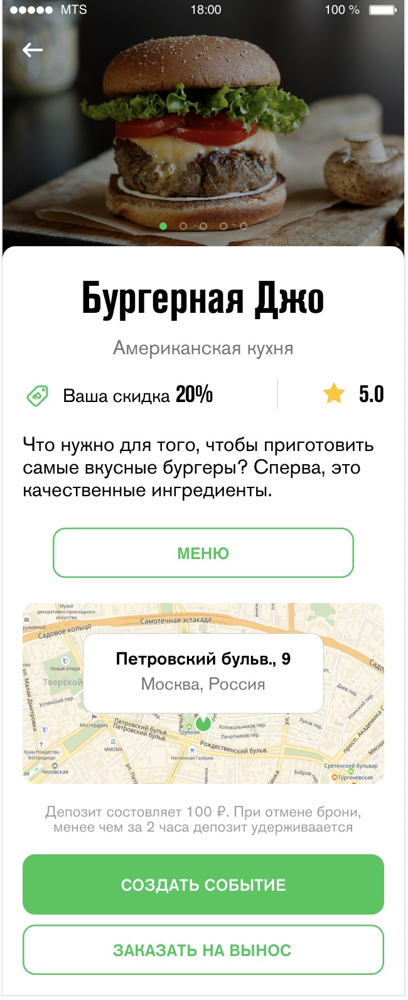 MTS 18:00 100 %
Бургерная Джо
Американская кухня
Ваша скидка 20% 5.0
Что нужно для того, чтобы приготовить
самые вкусные бургеры? Сперва, это
качественные ингредиенты.
МЕНЮ
Музей
декоративно-прикладного
искусства
Самотёчная эстакада
Садовое кольцо
Петровский бульв., 9
Москва, Россия
Новая опера
Тверской
ул. Малая Дмитровка
Успенский пер.
Даев пер.
Уланский пер.
Мосгордума
Петровский бульв.
Петровский бульв.
Трубная
Колокольников пер.
Печатников пер.
Луков пер.
просп. Академика С
ММОМА
Рождественский бульв.
Храм Рождества
Богородицы
Неглинная Галерея
Чеховская
ул. Петр
Сретенский бульвар
Бобров пер.
Тургеневская
Депозит состовляет 100 ₽. При отмене брони,
менее чем за 2 часа депозит удерживаается
СОЗДАТЬ СОБЫТИЕ
ЗАКАЗАТЬ НА ВЫНОС